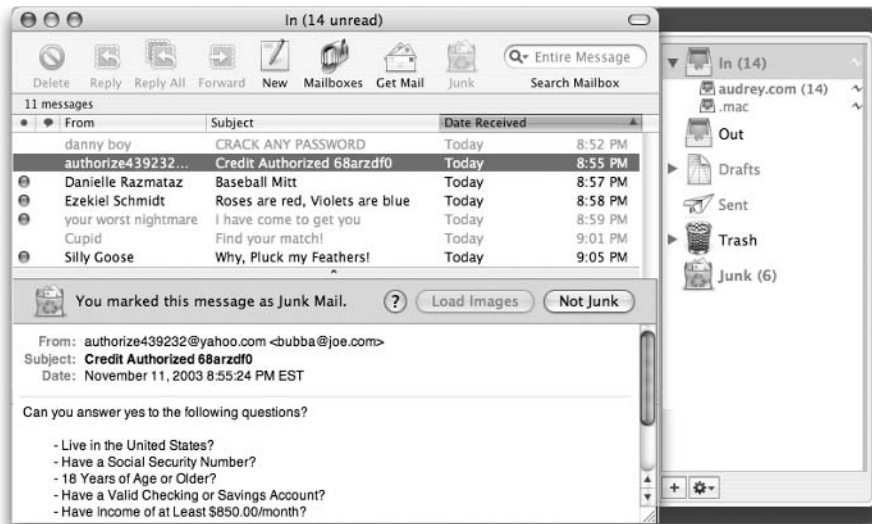 In (14 unread)
Delete Reply Reply All Forward New Mailboxes Get Mail Junk Entire Message
Search Mailbox
11 messages
From Subject Date Received
danny boy CRACK ANY PASSWORD Today 8:52 PM
authorize439232... Credit Authorized 68arzdf0 Today 8:55 PM
Danielle Razmataz Baseball Mitt Today 8:57 PM
Ezekiel Schmidt Roses are red, Violets are blue Today 8:58 PM
your worst nightmare I have come to get you Today 8:59 PM
Cupid Find your match! Today 9:01 PM
Silly Goose Why, Pluck my Feathers! Today 9:05 PM
You marked this message as Junk Mail. ? Load Images Not Junk
From: authorize439232@yahoo.com <bubba@joe.com>
Subject: Credit Authorized 68arzdf0
Date: November 11, 2003 8:55:24 PM EST
Can you answer yes to the following questions?
- Live in the United States?
- Have a Social Security Number?
- 18 Years of Age or Older?
- Have a Valid Checking or Savings Account?
- Have Income of at Least $850.00/month?
In (14)
audrey.com (14)
.mac
Out
Drafts
Sent
Trash
Junk (6)